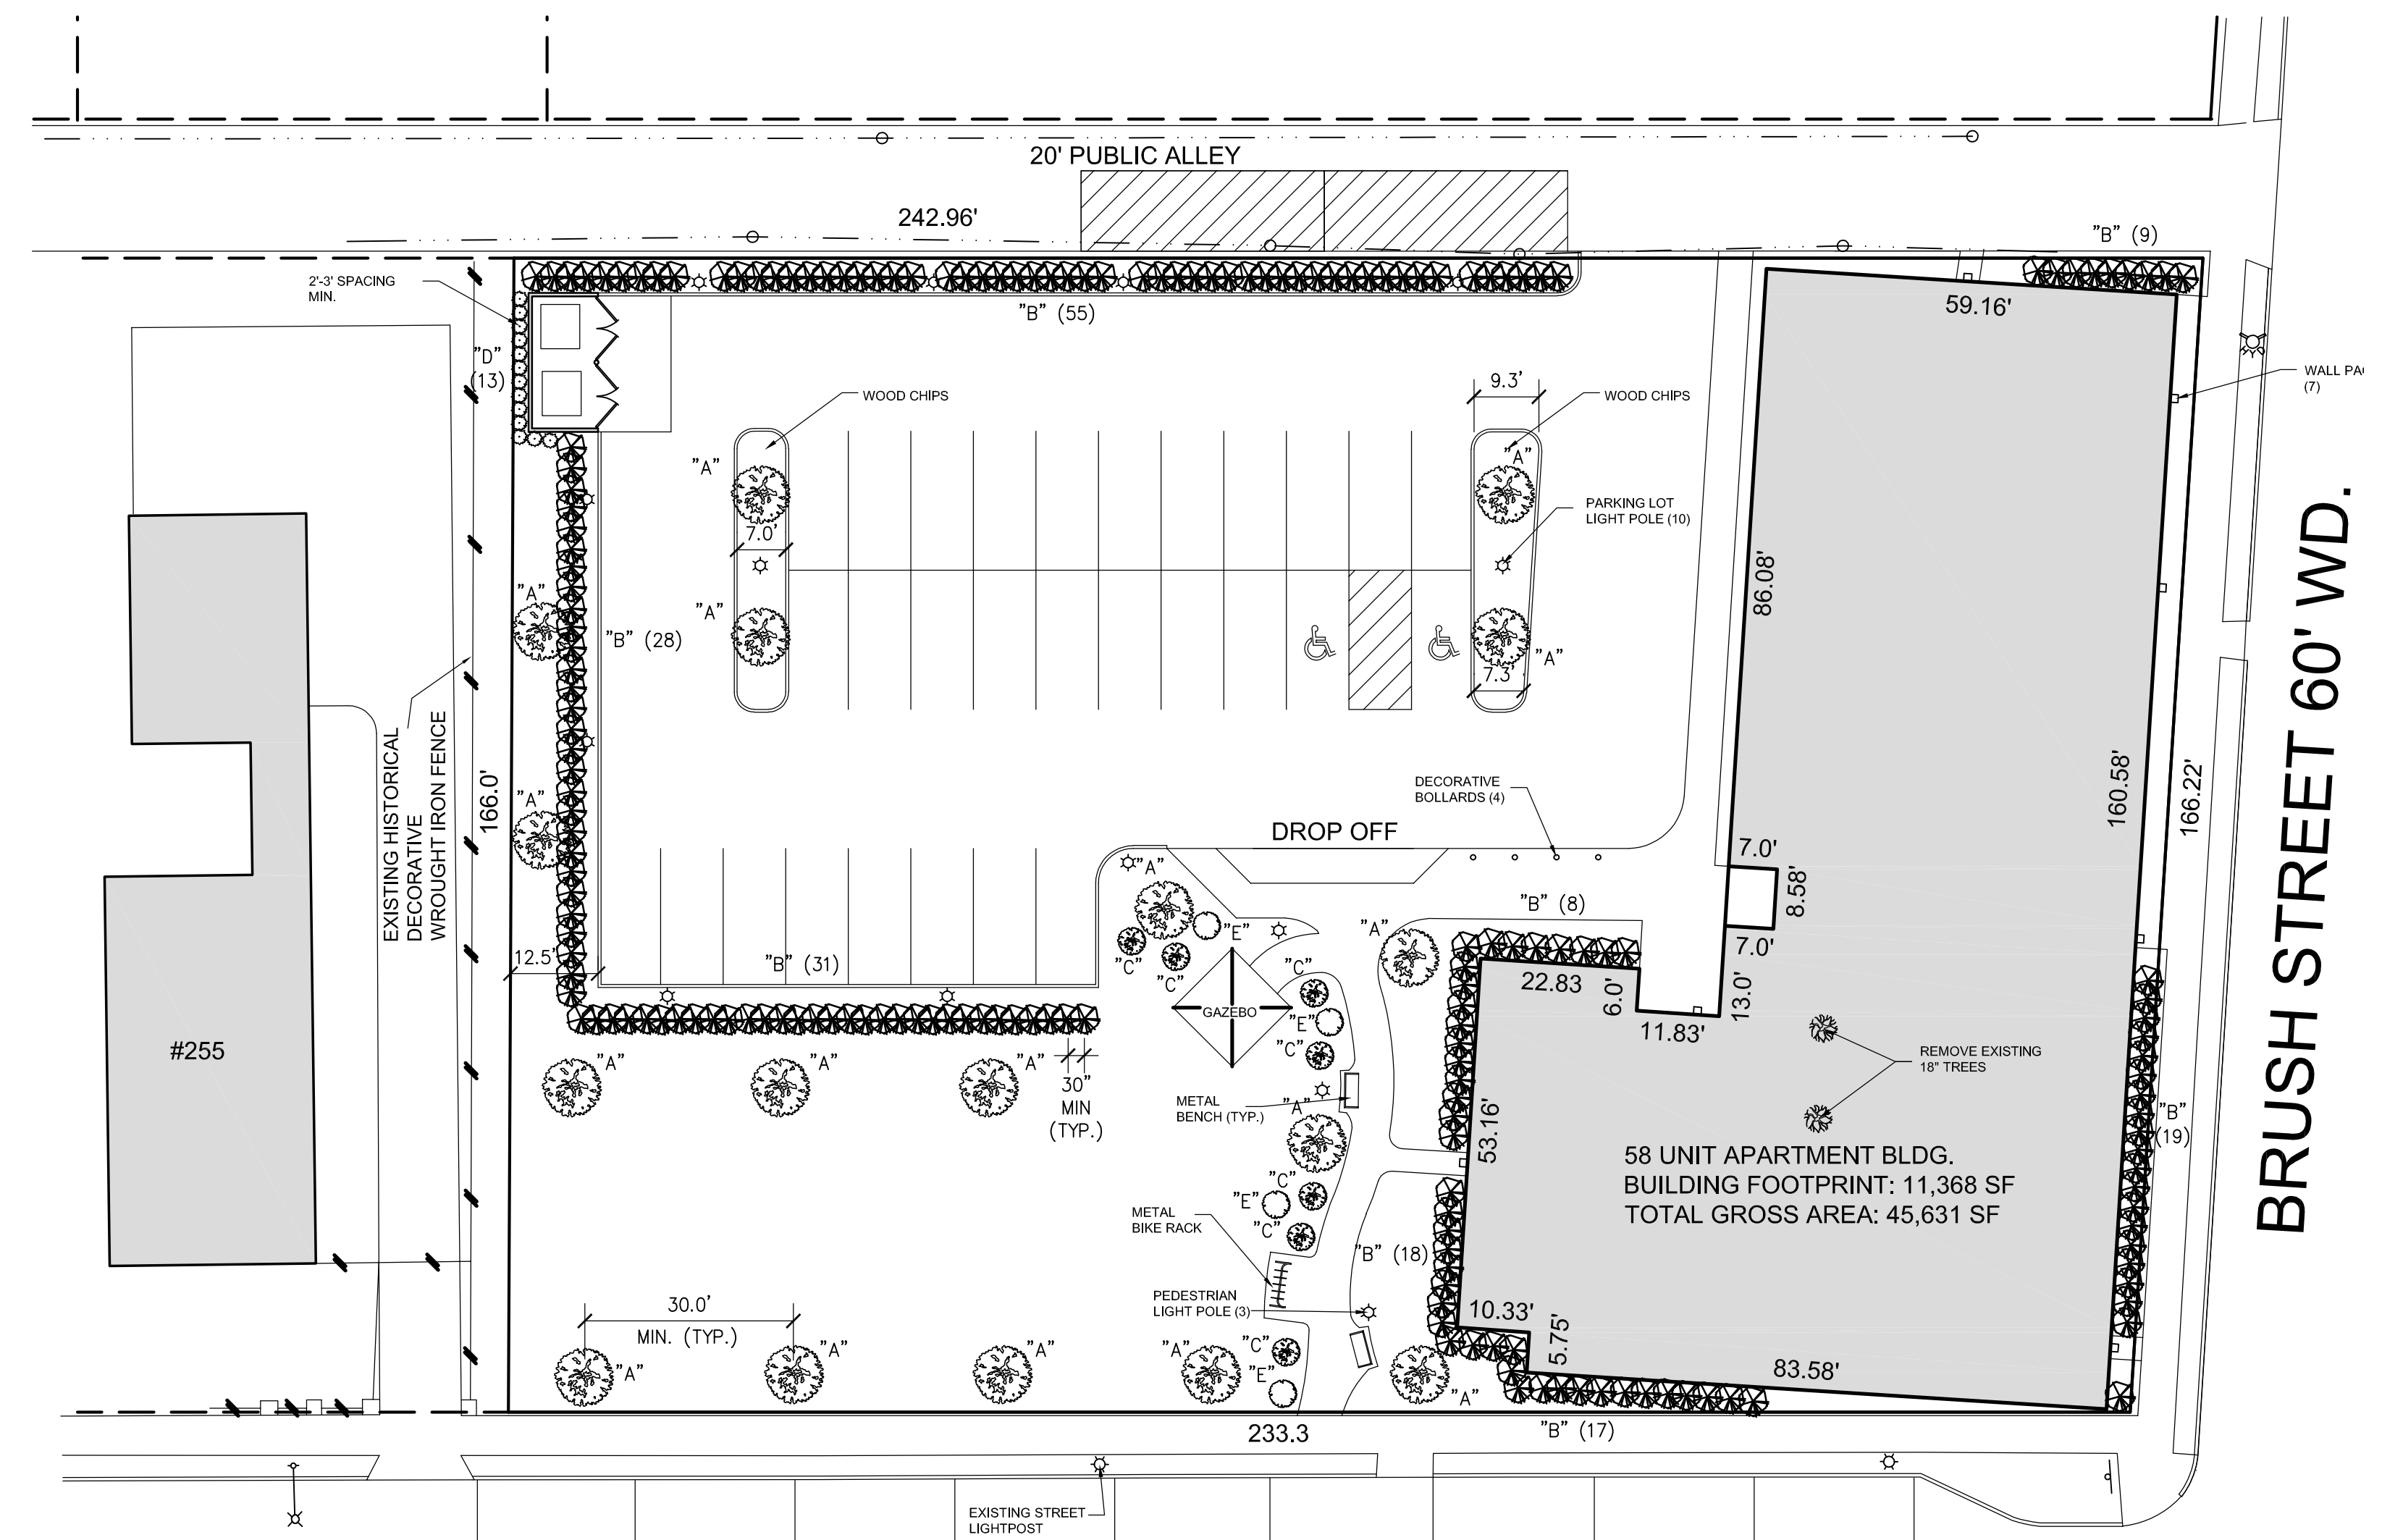 20' PUBLIC ALLEY
242.96'
"B" (9)
2'-3' SPACING
MIN.
"B" (55)
59.16'
"D"
(13)
WOOD CHIPS
9.3'
WOOD CHIPS
(7)
"A"
"A"
PARKING LOT
LIGHT POLE (10)
7.0'
86.08'
"A"
"A"
"B" (28)
"A"
7.3'
BRUSH STREET 60' WD.
EXISTING HISTORICAL
DECORATIVE
WROUGHT IRON FENCE
166.0'
"A"
DECORATIVE
BOLLARDS (4)
160.58'
166.22'
DROP OFF
7.0'
8.58'
"A"
"B" (8)
"E"
"A"
7.0'
12.5'
"B" (31)
"C"
"C"
"C"
22.83
6.0'
13.0'
GAZEBO
"E"
11.83'
#255
"C"
"A"
"A"
"A"
30"
MIN
(TYP.)
REMOVE EXISTING
18" TREES
METAL
BENCH (TYP.)
"A"
53.16'
"B"
(19)
58 UNIT APARTMENT BLDG.
BUILDING FOOTPRINT: 11,368 SF
TOTAL GROSS AREA: 45,631 SF
"C"
"E"
METAL
BIKE RACK
"C"
"B" (18)
PEDESTRIAN
LIGHT POLE (3)
30.0'
MIN. (TYP.)
10.33'
5.75'
"A"
"A"
"A"
"A"
"C"
"E"
"A"
83.58'
233.3
"B" (17)
EXISTING STREET
LIGHTPOST